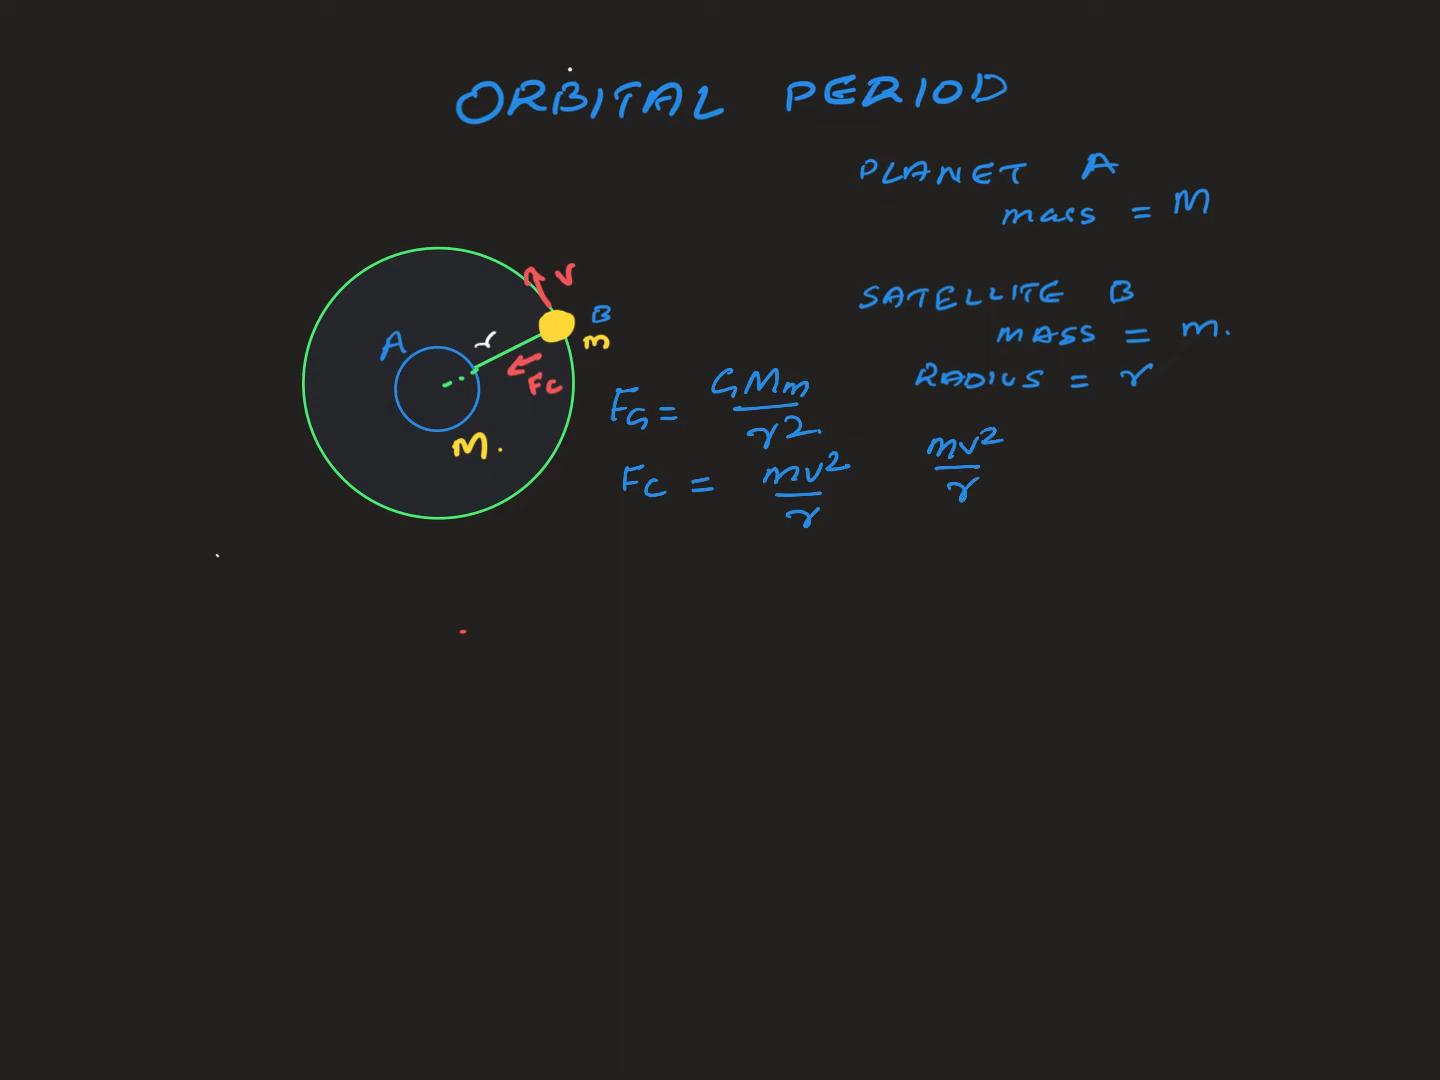 ORBITAL PERIOD
PLANET A
mass = M
SATELLITE B
MASS = m.
RADIUS = r
A
r
v
B
m
Fc
M.
FG = GMm / r2.
Fc = mv² / r
mv² / r